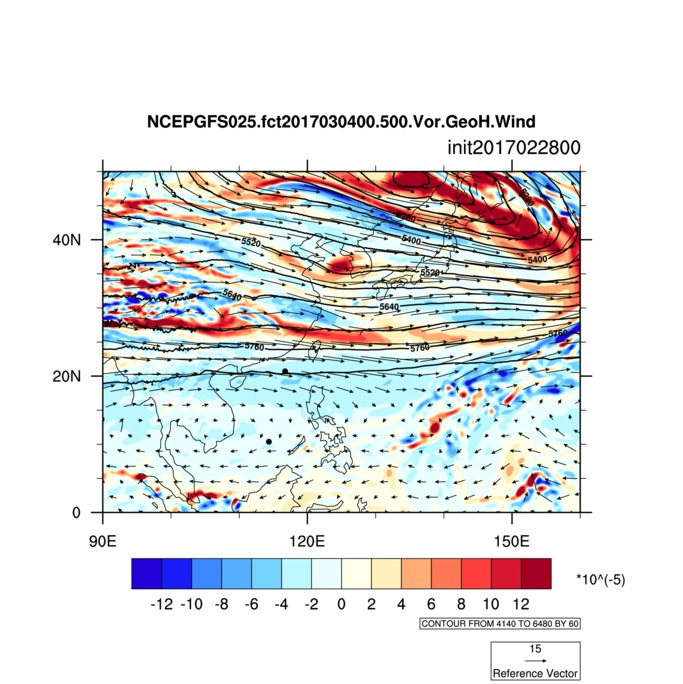 NCEPGFS025.fct2017030400.500.Vor.GeoH.Wind
init2017022800
40N
20N
0
5280
5400
5520
5400
5520
5640
5640
5760
5760
5760
90E
120E
150E
-12 -10 -8 -6 -4 -2 0 2 4 6 8 10 12
*10^(-5)
CONTOUR FROM 4140 TO 6480 BY 60
15
Reference Vector